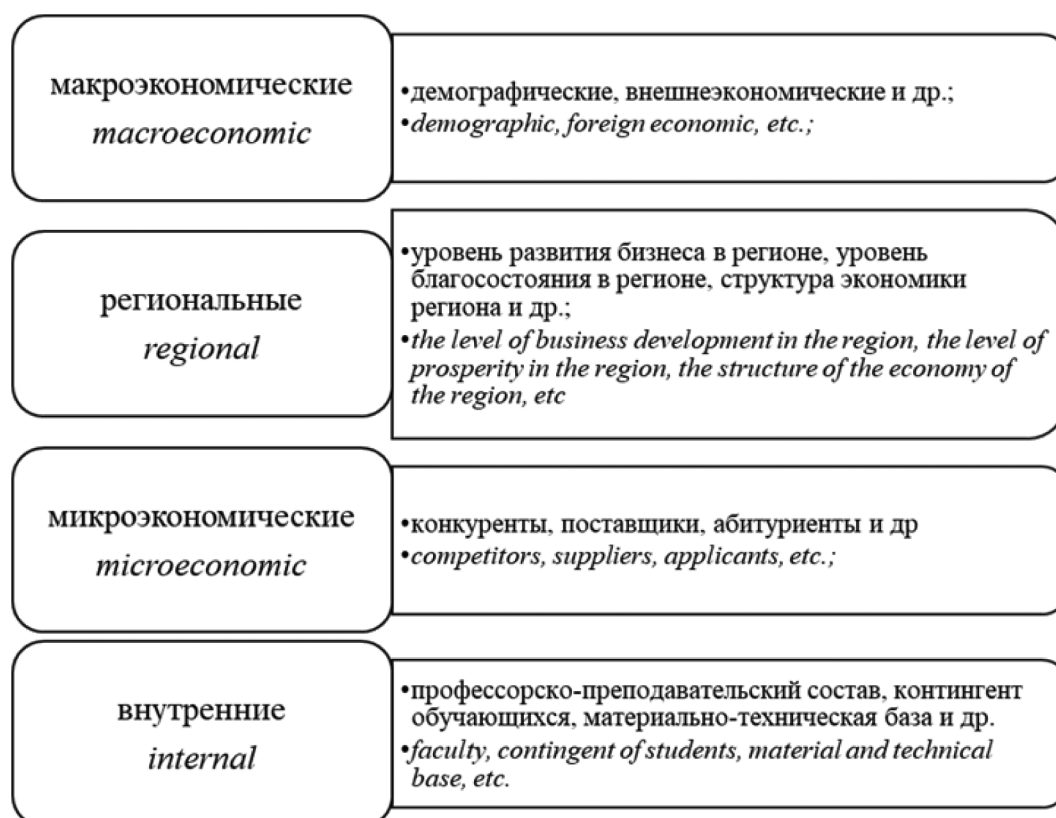 макроэкономические
macroeconomic
•демографические, внешнеэкономические и др.;
•demographic, foreign economic, etc.;
региональные
regional
•уровень развития бизнеса в регионе, уровень
благосостояния в регионе, структура экономики
региона и др.;
•the level of business development in the region, the level of
prosperity in the region, the structure of the economy of
the region, etc
микроэкономические
microeconomic
•конкуренты, поставщики, абитуриенты и др
•competitors, suppliers, applicants, etc.;
внутренние
internal
•профессорско-преподавательский состав, контингент
обучающихся, материально-техническая база и др.
•faculty, contingent of students, material and technical
base, etc.